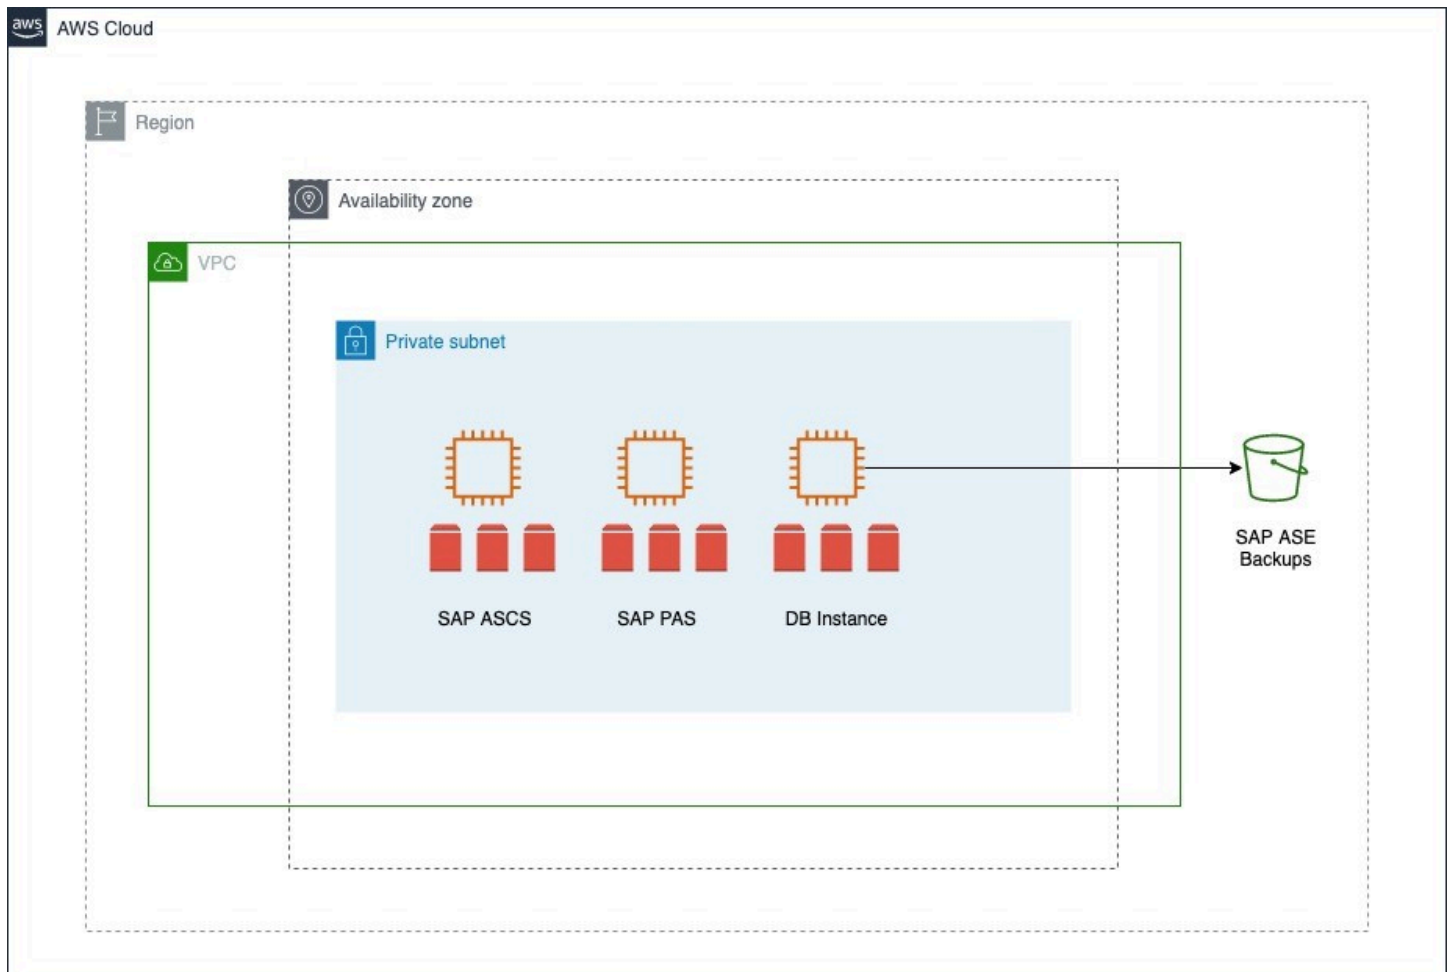 aws
AWS Cloud
Region
Availability zone
VPC
Private subnet
SAP ASE
Backups
SAP ASCS
SAP PAS
DB Instance